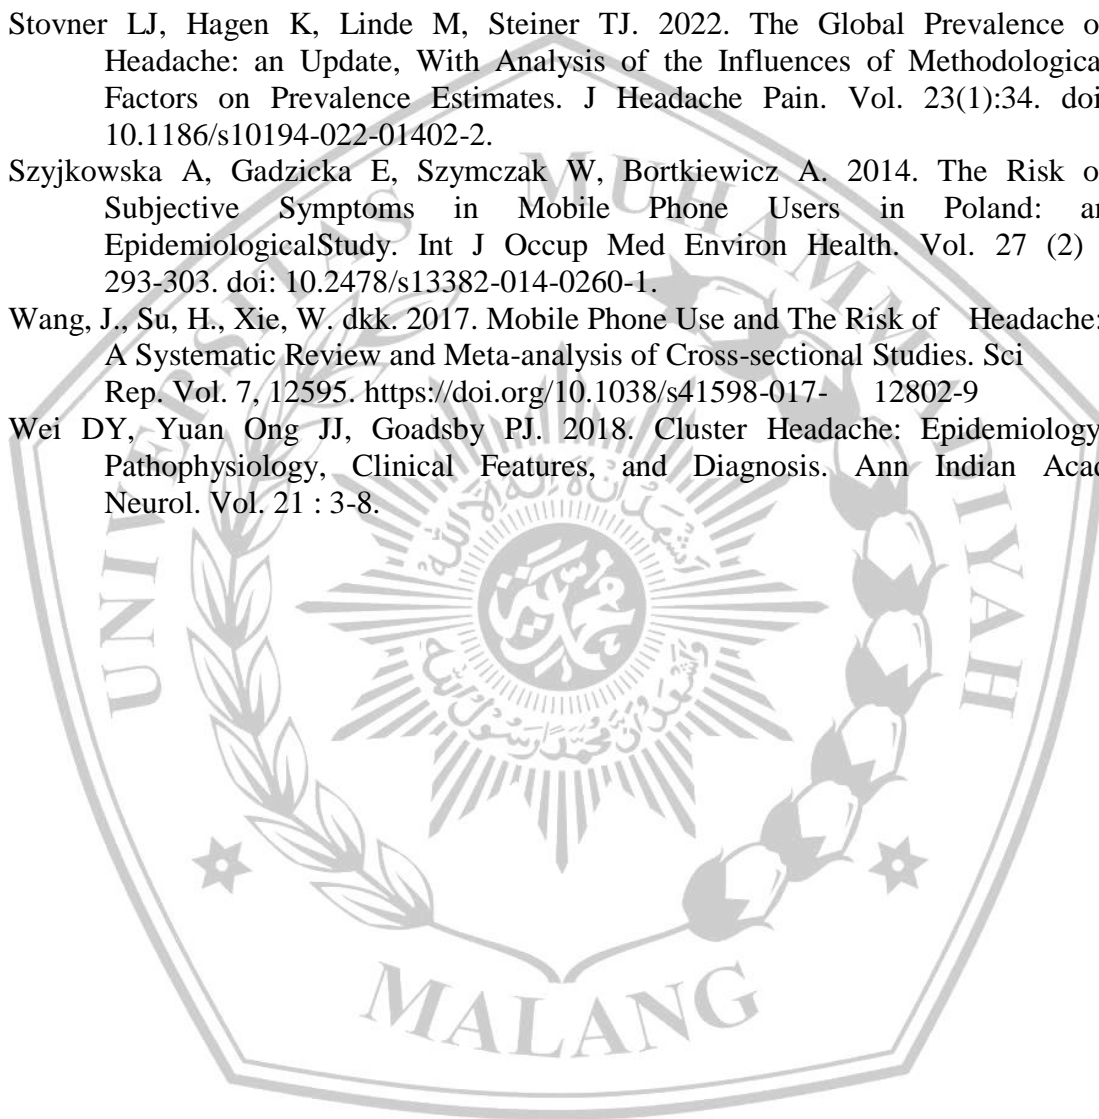 Stovner LJ, Hagen K, Linde M, Steiner TJ. 2022. The Global Prevalence o
Headache: an Update, With Analysis of the Influences of Methodologica
Factors on Prevalence Estimates. J Headache Pain. Vol. 23(1):34. doi
10.1186/s10194-022-01402-2.
Szyjkowska A, Gadzicka E, Szymczak W, Bortkiewicz A. 2014. The Risk o
Subjective Symptoms in Mobile Phone Users in Poland: an
EpidemiologicalStudy. Int J Occup Med Environ Health. Vol. 27 (2)
293-303. doi: 10.2478/s13382-014-0260-1.
Wang, J., Su, H., Xie, W. dkk. 2017. Mobile Phone Use and The Risk of Headache:
A Systematic Review and Meta-analysis of Cross-sectional Studies. Sci
Rep. Vol. 7, 12595. https://doi.org/10.1038/s41598-017- 12802-9
Wei DY, Yuan Ong JJ, Goadsby PJ. 2018. Cluster Headache: Epidemiology
Pathophysiology, Clinical Features, and Diagnosis. Ann Indian Acad
Neurol. Vol. 21 : 3-8.
UNIVERSITAS MUHAMMADIYAH
MALANG